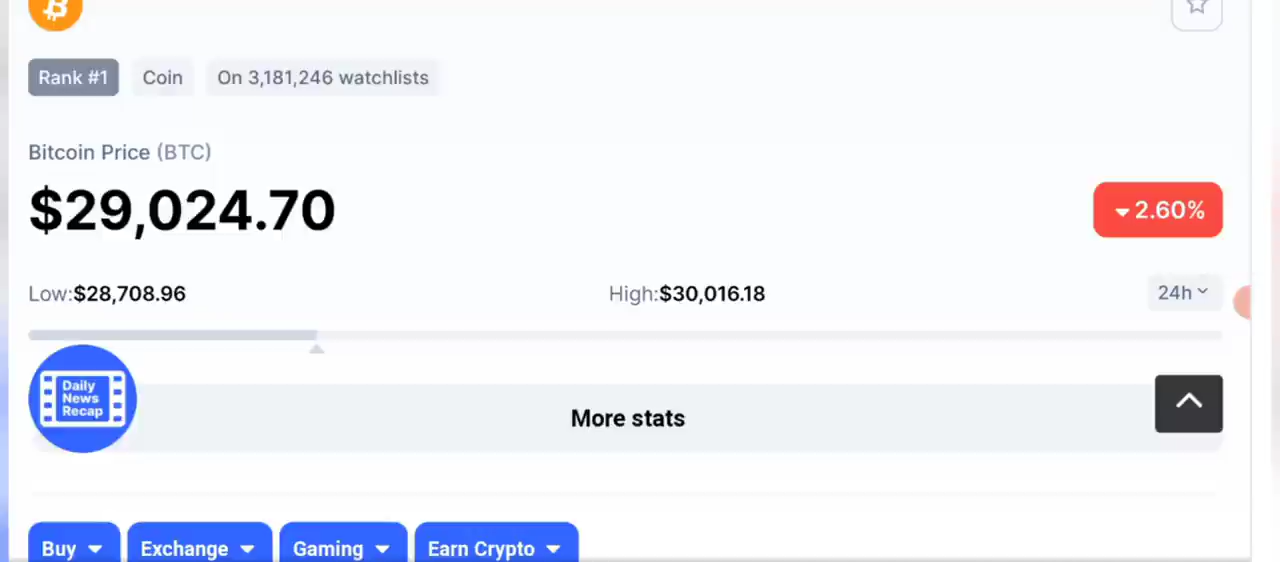 Rank #1 Coin On 3,181,246 watchlists
Bitcoin Price (BTC)
$29,024.70 2.60%
Low:$28,708.96 High:$30,016.18 24h
Daily
News
Recap
More stats
Buy Exchange Gaming Earn Crypto